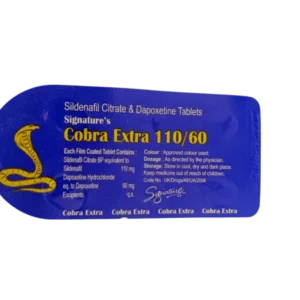 Sildenafil Citrate & Dapoxetine Tablets
Signature's
Cobra Extra 110/60
Each Film Coated Tablet Contains :
Sildenafil Citrate BP equivalent to
Sildenafil 110 mg
Dapoxetine Hydrochloride
eq. to Dapoxetine 60 mg
Excipients q.s.
Colour : Approved colour used.
Dosage : As directed by the physician.
Storage: Store in cool, dry and dark place.
Keep medicine out of reach of children.
Signature
Cobra Extra Cobra Extra Cobra Extra Cobra Extra